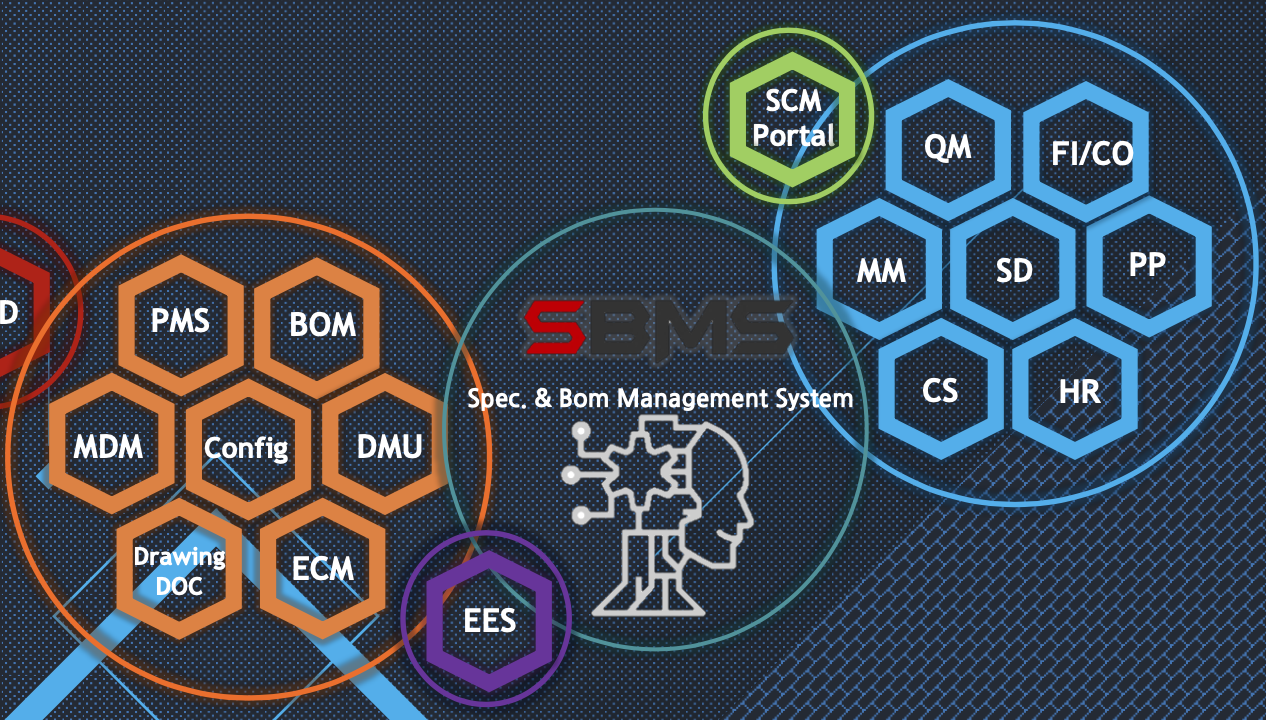 SCM
Portal
QM
FI/CO
MM
SD
PP
CS
HR
D
PMS
BOM
MDM
Config
DMU
Drawing
DOC
ECM
SBMS
Spec. & Bom Management System
EES